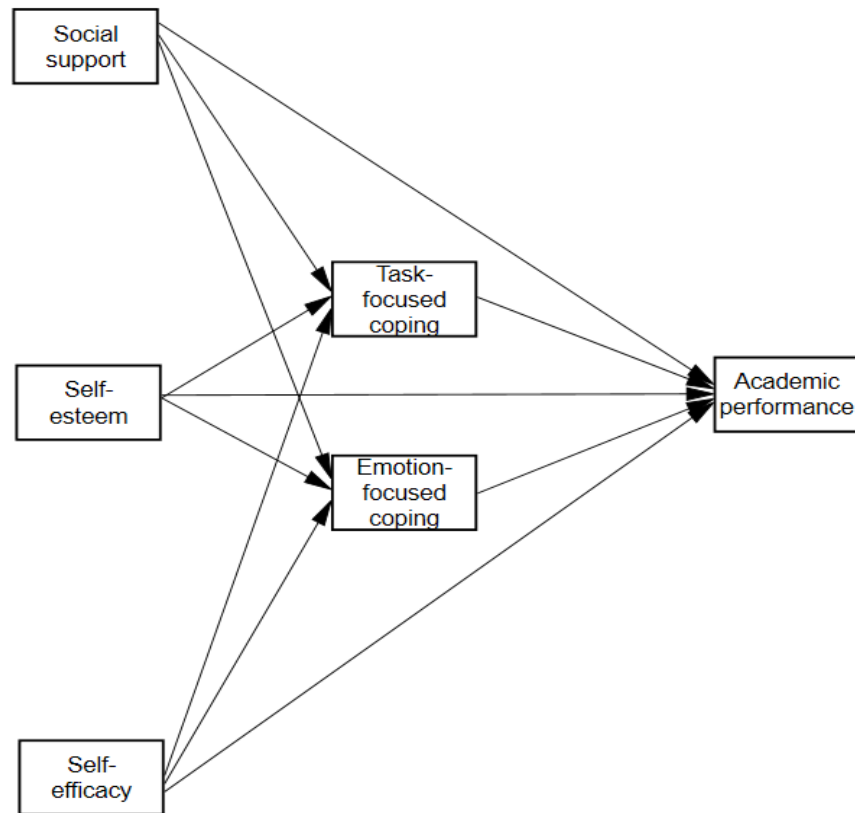 Social
support
Task-
focused
coping
Self-
esteem
Academic
performance
Emotion-
focused
coping
Self-
efficacy